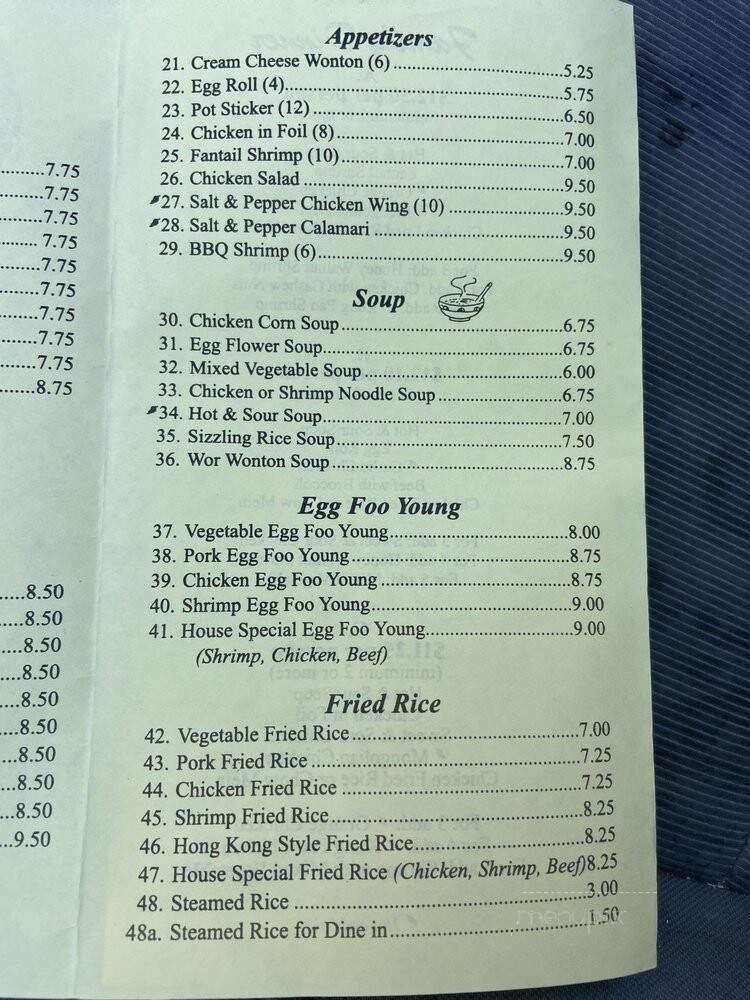 .........7.75
.........7.75
.........7.75
......... 7.75
.........7.75
.........7.75
.........7.75
.........7.75
.........7.75
......8.75
.....8.50
.....8.50
.....8.50
.....8.50
.....8.50
.....8.50
.....8.50
.....8.50
.....8.50
...9.50
Appetizers
21. Cream Cheese Wonton (6)..............................5.25
22. Egg Roll (4)..................................................5.75
23. Pot Sticker (12).............................................6.50
24. Chicken in Foil (8).........................................7.00
25. Fantail Shrimp (10)........................................7.00
26. Chicken Salad ...............................................9.50
27. Salt & Pepper Chicken Wing (10) .....................9.50
28. Salt & Pepper Calamari ..................................9.50
29. BBQ Shrimp (6)............................................9.50
Soup
30. Chicken Corn Soup........................................6.75
31. Egg Flower Soup...........................................6.75
32. Mixed Vegetable Soup....................................6.00
33. Chicken or Shrimp Noodle Soup......................6.75
34. Hot & Sour Soup...........................................7.00
35. Sizzling Rice Soup.........................................7.50
36. Wor Wonton Soup.........................................8.75
Egg Foo Young
37. Vegetable Egg Foo Young................................8.00
38. Pork Egg Foo Young.......................................8.75
39. Chicken Egg Foo Young ..................................8.75
40. Shrimp Egg Foo Young....................................9.00
41. House Special Egg Foo Young..........................9.00
(Shrimp, Chicken, Beef)
Fried Rice
42. Vegetable Fried Rice.......................................7.00
43. Pork Fried Rice .............................................7.25
44. Chicken Fried Rice .........................................7.25
45. Shrimp Fried Rice...........................................8.25
46. Hong Kong Style Fried Rice..............................8.25
47. House Special Fried Rice (Chicken, Shrimp, Beef)8.25
48. Steamed Rice ................................................3.00
48a. Steamed Rice for Dine in.................................1.50